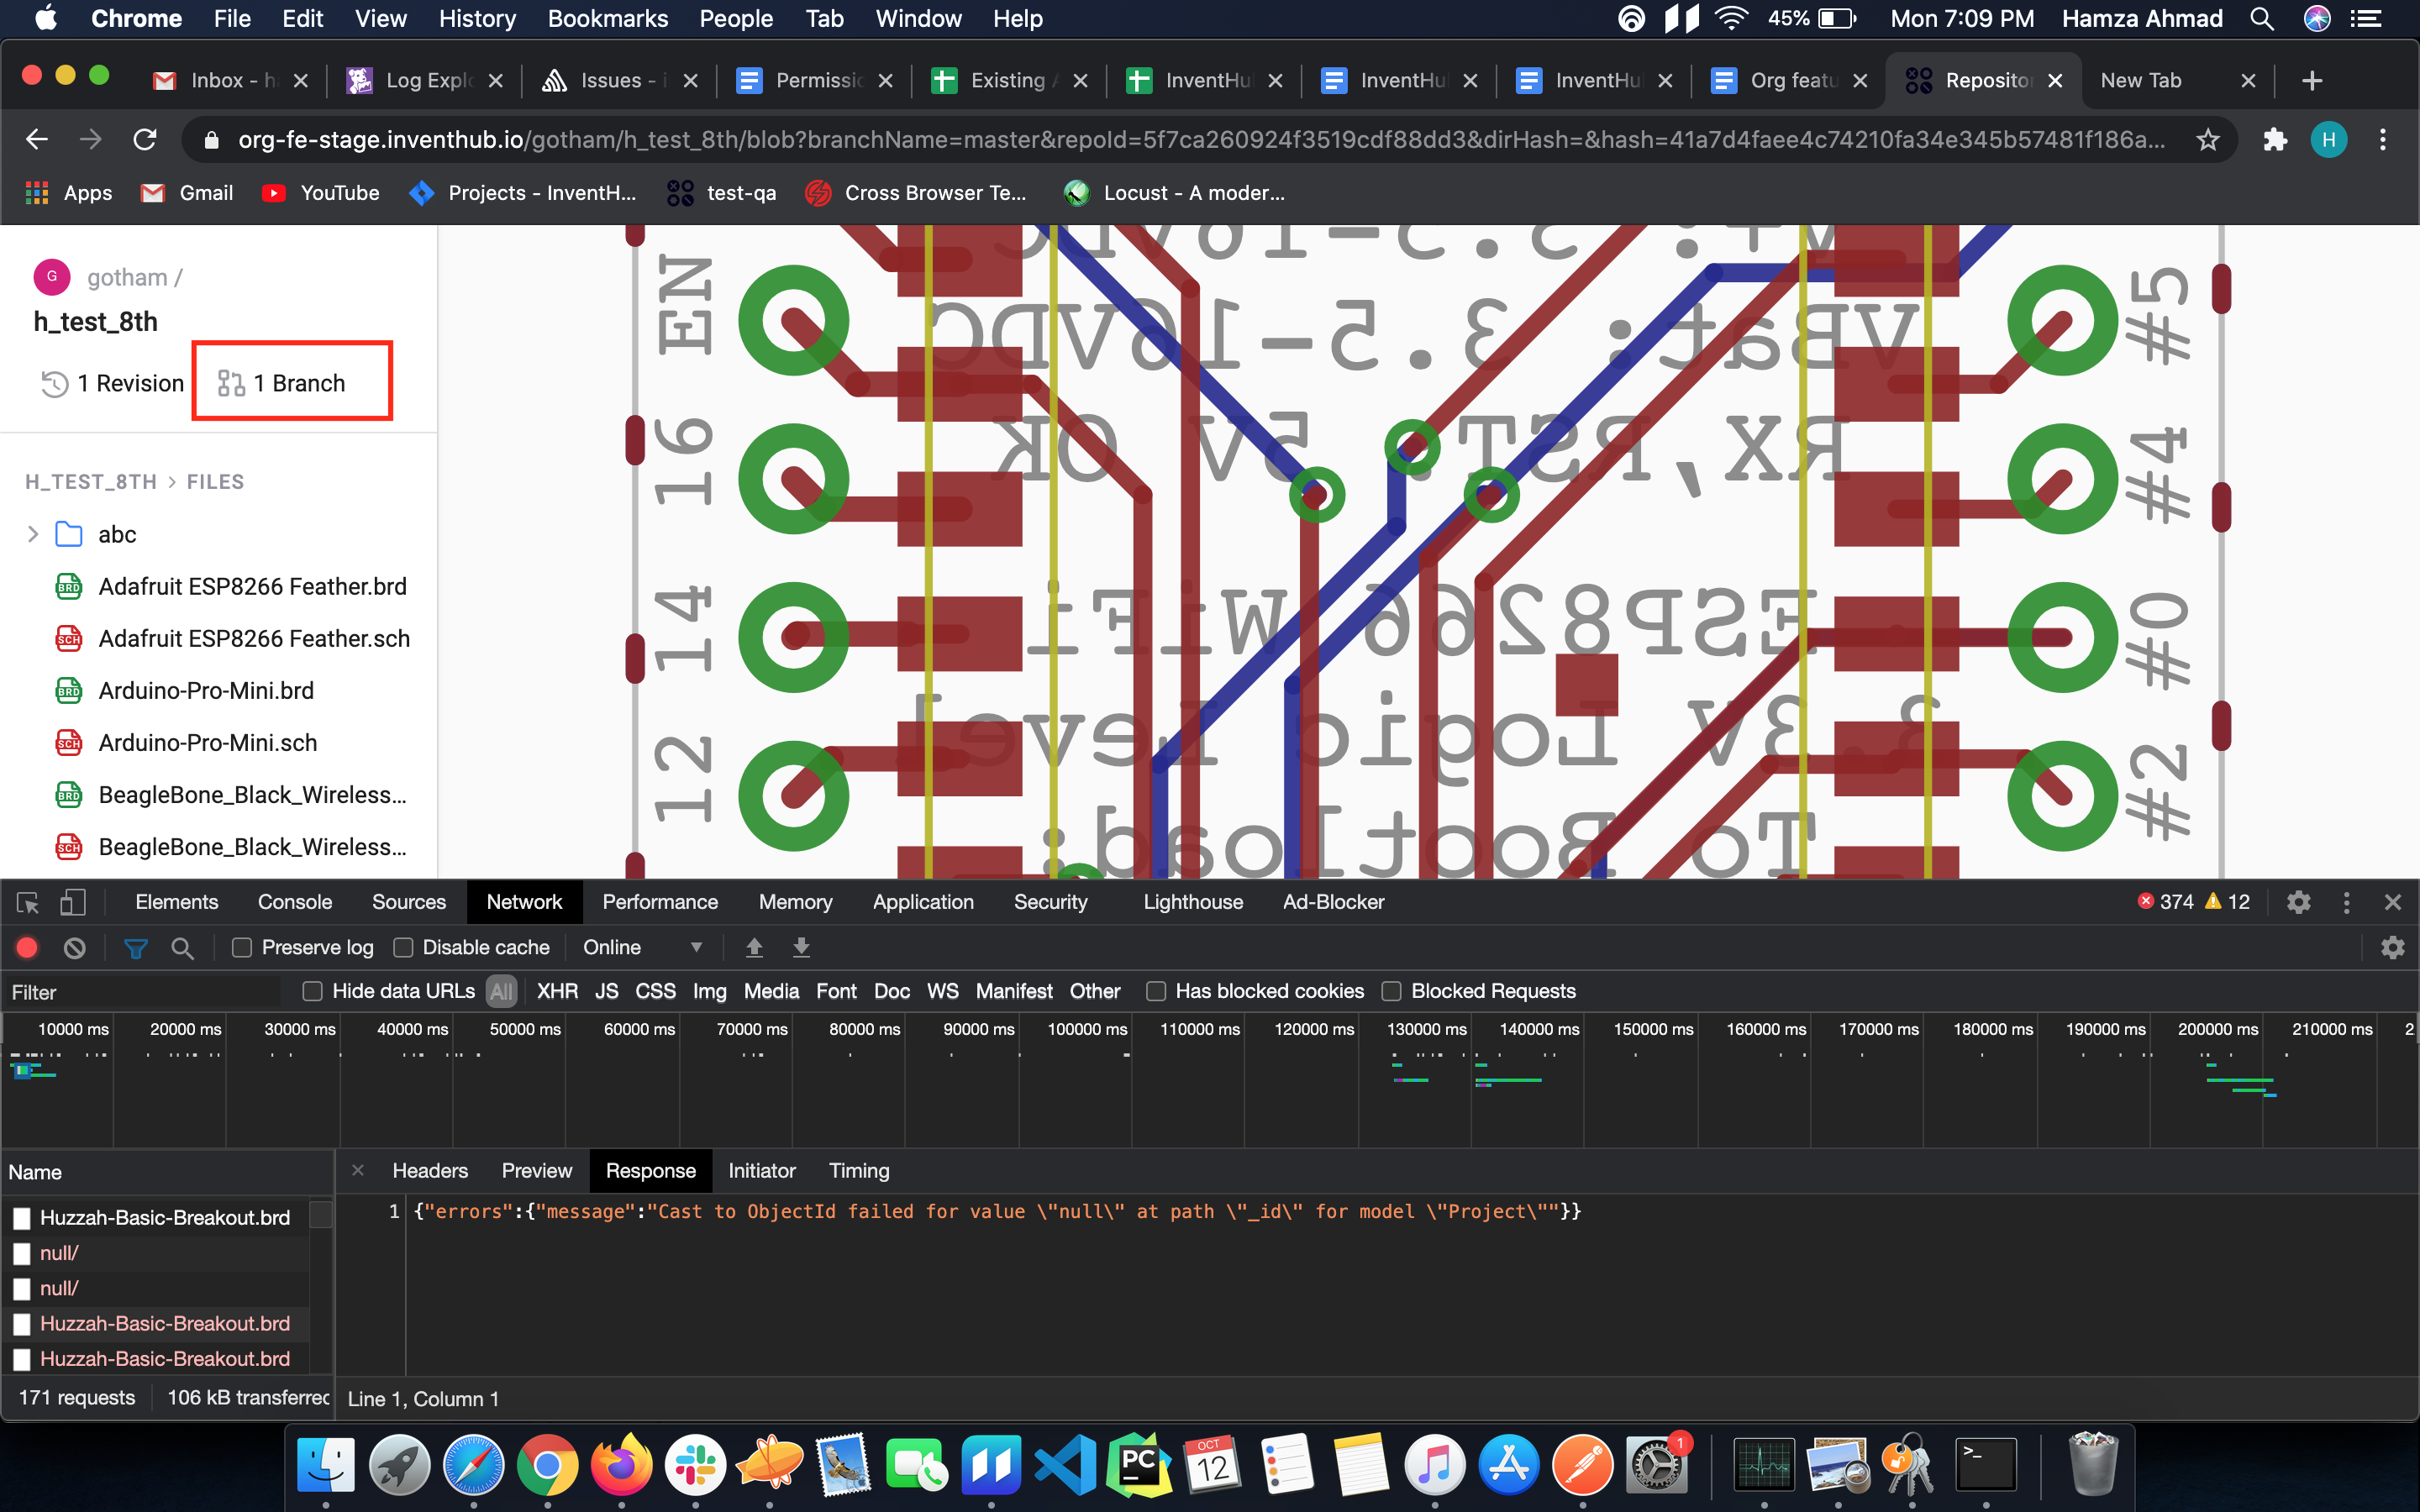 Chrome File Edit View History Bookmarks People Tab Window Help 45% Mon 7:09 PM Hamza Ahmad
Inbox - h Log Expl Issues - i Permissi Existing A InventHu InventHu InventHu Org featu Reposito New Tab
org-fe-stage.inventhub.io/gotham/h_test_8th/blob?branchName=master&repoId=5f7ca260924f3519cdf88dd3&dirHash=&hash=41a7d4faee4c74210fa34e345b57481f186a... H
Apps Gmail YouTube Projects - InventH... test-qa Cross Browser Te... Locust - A moder...
G gotham /
h_test_8th
1 Revision 1 Branch
H_TEST_8TH > FILES
abc
BRD Adafruit ESP8266 Feather.brd
SCH Adafruit ESP8266 Feather.sch
BRD Arduino-Pro-Mini.brd
SCH Arduino-Pro-Mini.sch
BRD BeagleBone_Black_Wireless...
SCH BeagleBone_Black_Wireless...
EN
16
14
12
V+: 3.5-16VDC
VBat: 3.5-16VDC
RX,RST: 5V OK
ESP8266 WiFi
3.3V Logic Level
To Bootload:
#5
#4
#0
#2
Elements Console Sources Network Performance Memory Application Security Lighthouse Ad-Blocker 374 12
Preserve log Disable cache Online
Filter Hide data URLs All XHR JS CSS Img Media Font Doc WS Manifest Other Has blocked cookies Blocked Requests
10000 ms 20000 ms 30000 ms 40000 ms 50000 ms 60000 ms 70000 ms 80000 ms 90000 ms 100000 ms 110000 ms 120000 ms 130000 ms 140000 ms 150000 ms 160000 ms 170000 ms 180000 ms 190000 ms 200000 ms 210000 ms 2
Name
Huzzah-Basic-Breakout.brd
null/
null/
Huzzah-Basic-Breakout.brd
Huzzah-Basic-Breakout.brd
171 requests 106 kB transferred
Headers Preview Response Initiator Timing
1 {"errors":{"message":"Cast to ObjectId failed for value \"null\" at path \"_id\" for model \"Project\""}}
Line 1, Column 1
PC OCT 12 1 >_